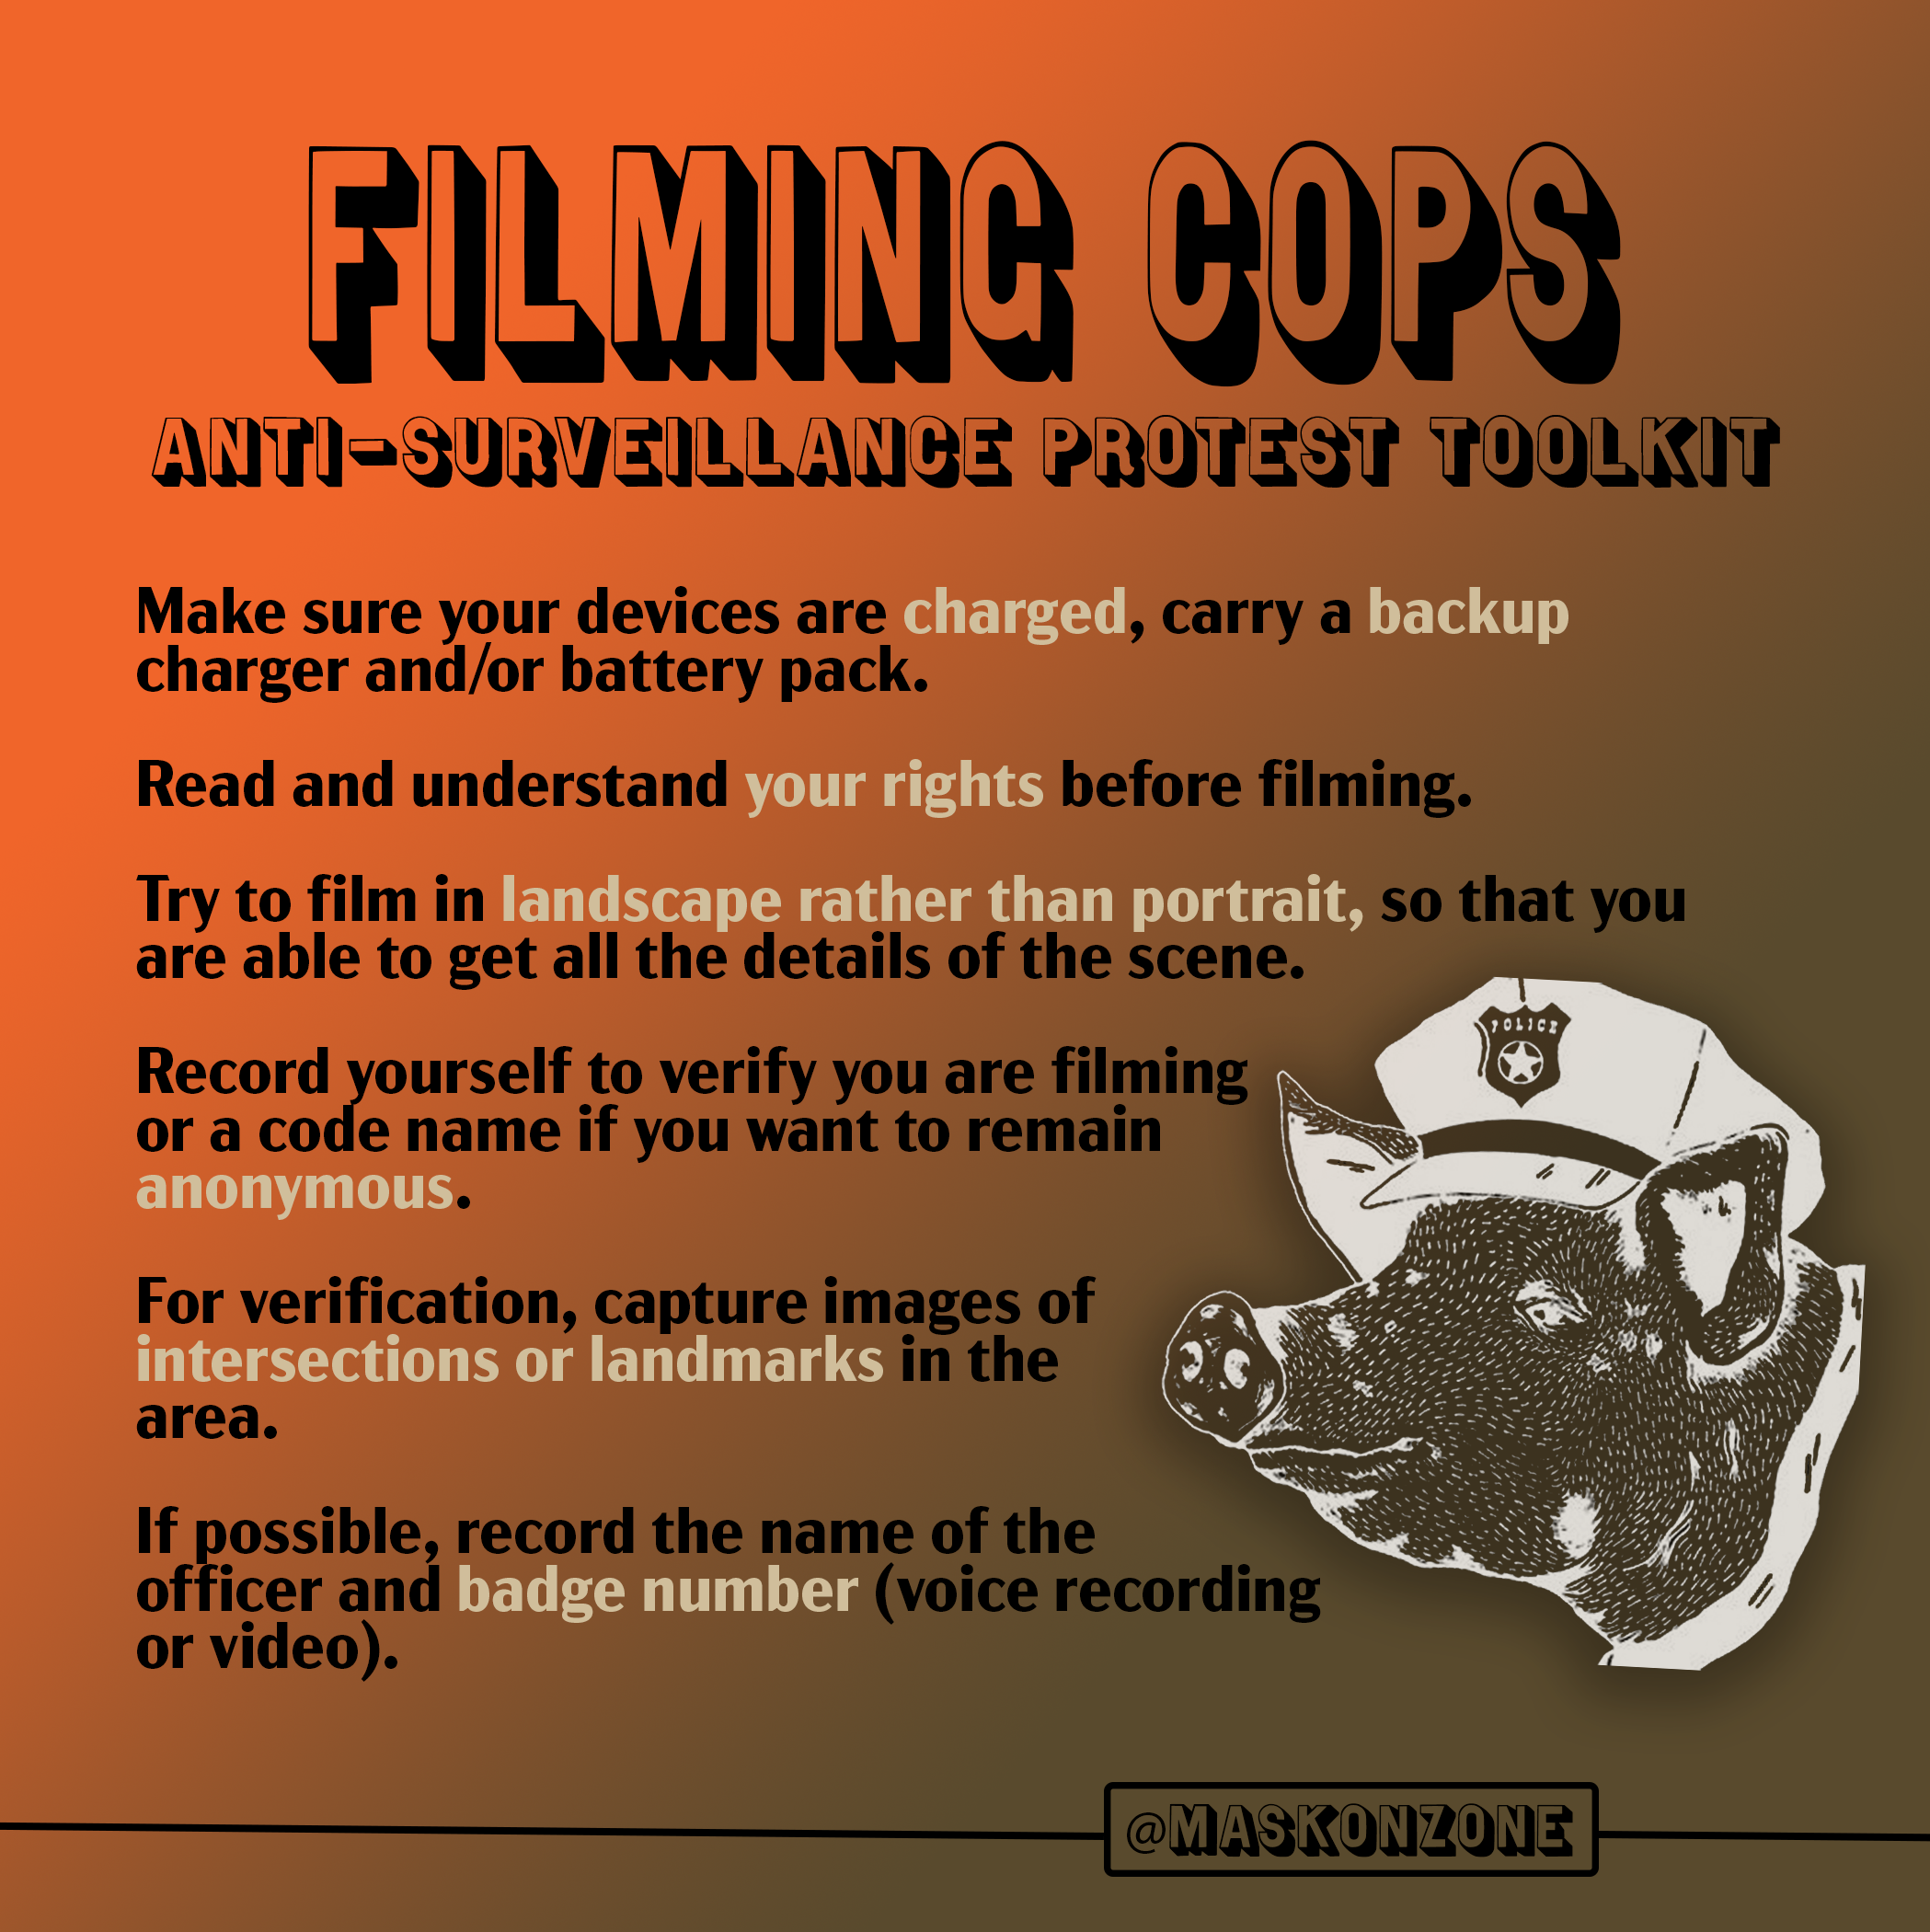 FILMING COPS
ANTI-SURVEILLANCE PROTEST TOOLKIT
Make sure your devices are charged, carry a backup
charger and/or battery pack.
Read and understand your rights before filming.
Try to film in landscape rather than portrait, so that you
are able to get all the details of the scene.
Record yourself to verify you are filming
or a code name if you want to remain
anonymous.
For verification, capture images of
intersections or landmarks in the
area.
If possible, record the name of the
officer and badge number (voice recording
or video).
POLICE
@MASKONZONE